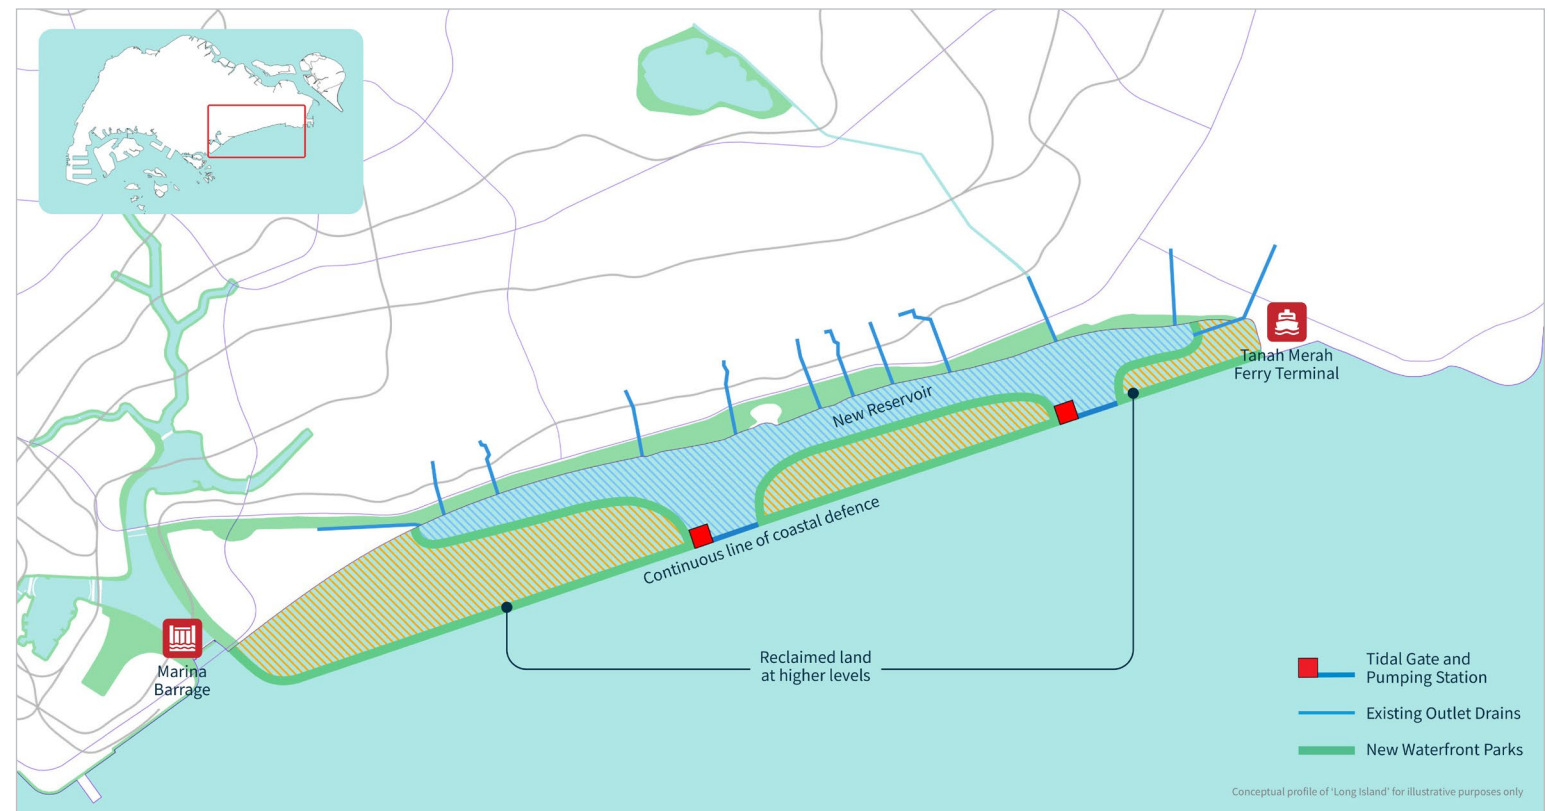 New Reservoir
Tanah Merah
Ferry Terminal
Continuous line of coastal defence
Marina
Barrage
Reclaimed land
at higher levels
Tidal Gate and
Pumping Station
Existing Outlet Drains
New Waterfront Parks
Conceptual profile of 'Long Island' for illustrative purposes only